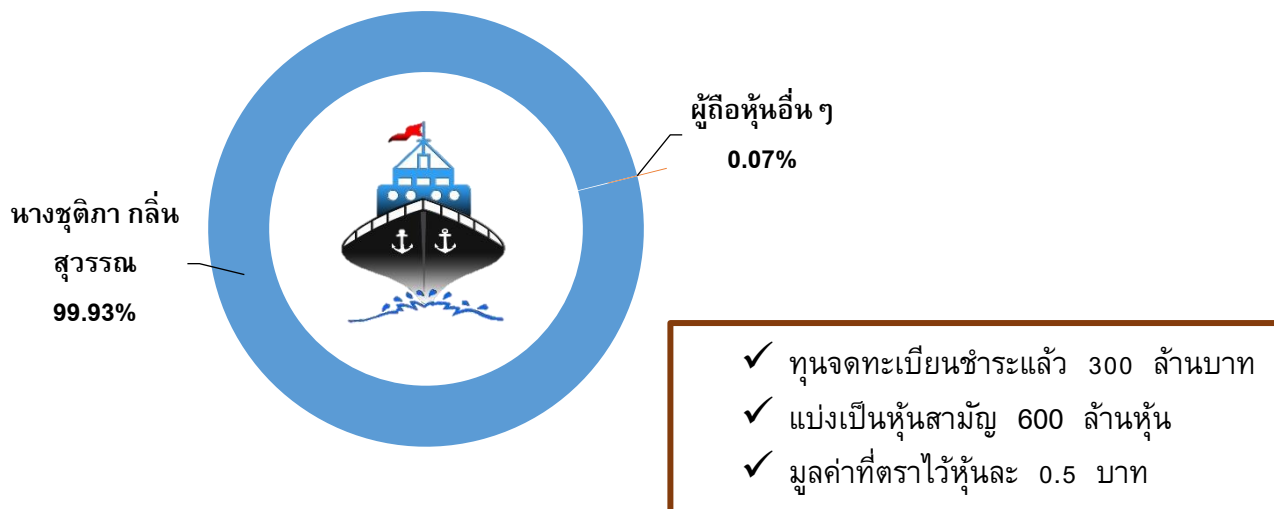 ผู้ถือหุ้นอื่น ๆ
0.07%
นางชุติภา กลิ่น
สุวรรณ
99.93%
✓ ทุนจดทะเบียนชำระแล้ว 300 ล้านบาท
✓ แบ่งเป็นหุ้นสามัญ 600 ล้านหุ้น
✓ มูลค่าที่ตราไว้หุ้นละ 0.5 บาท